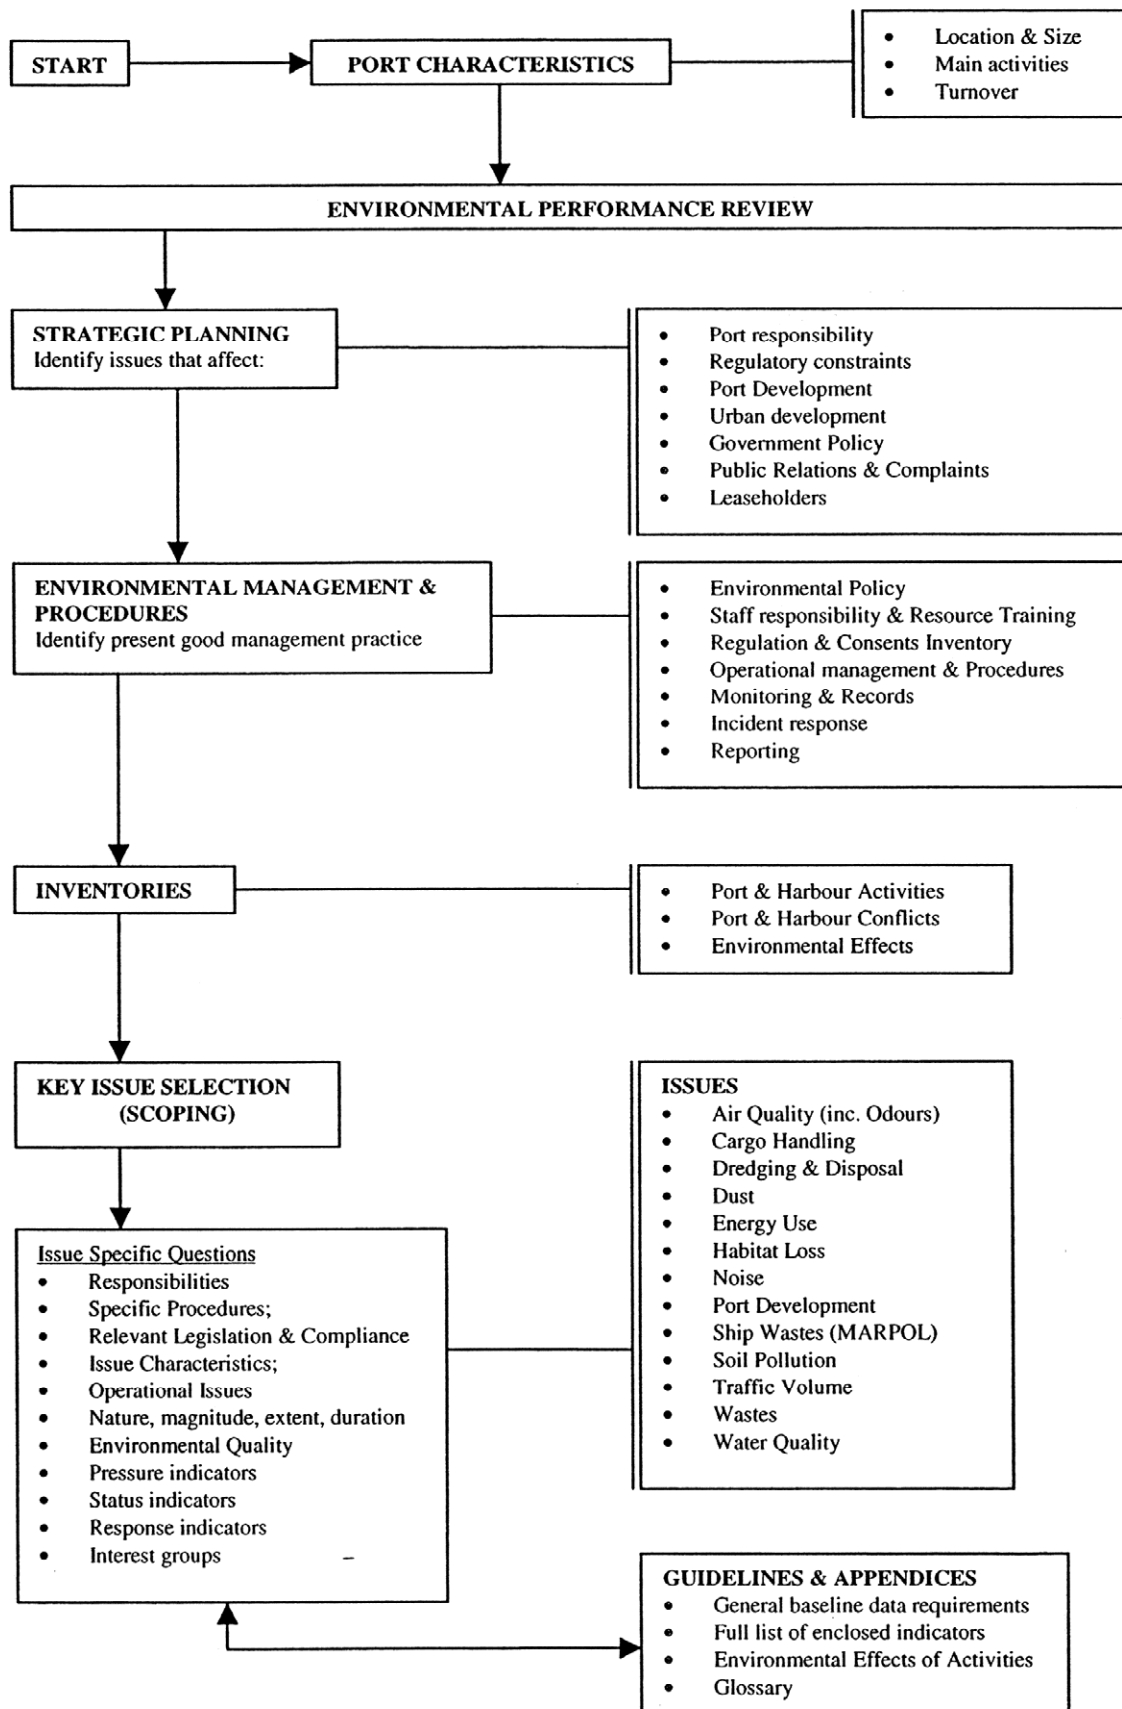 START
PORT CHARACTERISTICS
• Location & Size
• Main activities
• Turnover
ENVIRONMENTAL PERFORMANCE REVIEW
STRATEGIC PLANNING
Identify issues that affect:
• Port responsibility
• Regulatory constraints
• Port Development
• Urban development
• Government Policy
• Public Relations & Complaints
• Leaseholders
ENVIRONMENTAL MANAGEMENT &
PROCEDURES
Identify present good management practice
• Environmental Policy
• Staff responsibility & Resource Training
• Regulation & Consents Inventory
• Operational management & Procedures
• Monitoring & Records
• Incident response
• Reporting
INVENTORIES
• Port & Harbour Activities
• Port & Harbour Conflicts
• Environmental Effects
KEY ISSUE SELECTION
(SCOPING)
ISSUES
• Air Quality (inc. Odours)
• Cargo Handling
• Dredging & Disposal
• Dust
• Energy Use
• Habitat Loss
• Noise
• Port Development
• Ship Wastes (MARPOL)
• Soil Pollution
• Traffic Volume
• Wastes
• Water Quality
Issue Specific Questions
• Responsibilities
• Specific Procedures;
• Relevant Legislation & Compliance
• Issue Characteristics;
• Operational Issues
• Nature, magnitude, extent, duration
• Environmental Quality
• Pressure indicators
• Status indicators
• Response indicators
• Interest groups
GUIDELINES & APPENDICES
• General baseline data requirements
• Full list of enclosed indicators
• Environmental Effects of Activities
• Glossary